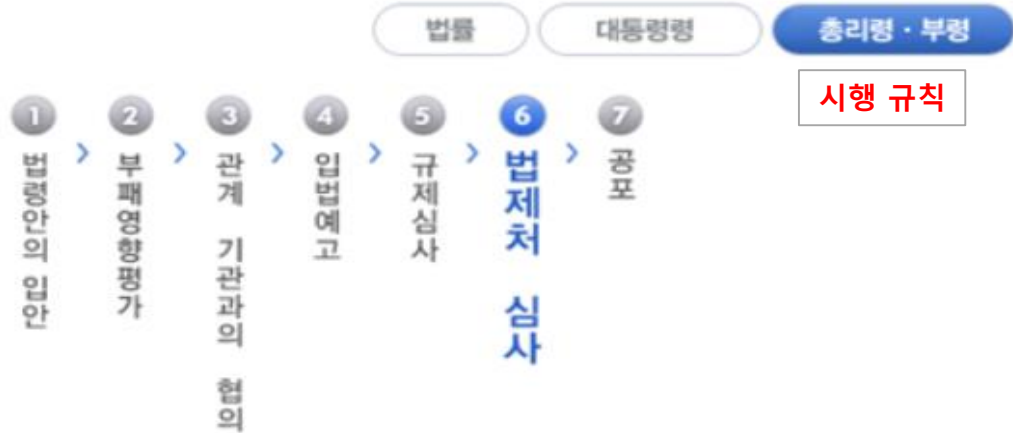 법률
대통령령
총리령 · 부령
시행 규칙
1
법령안의 입안
2
부패영향평가
3
관계 기관과의 협의
4
입법예고
5
규제심사
6
법제처 심사
7
공포